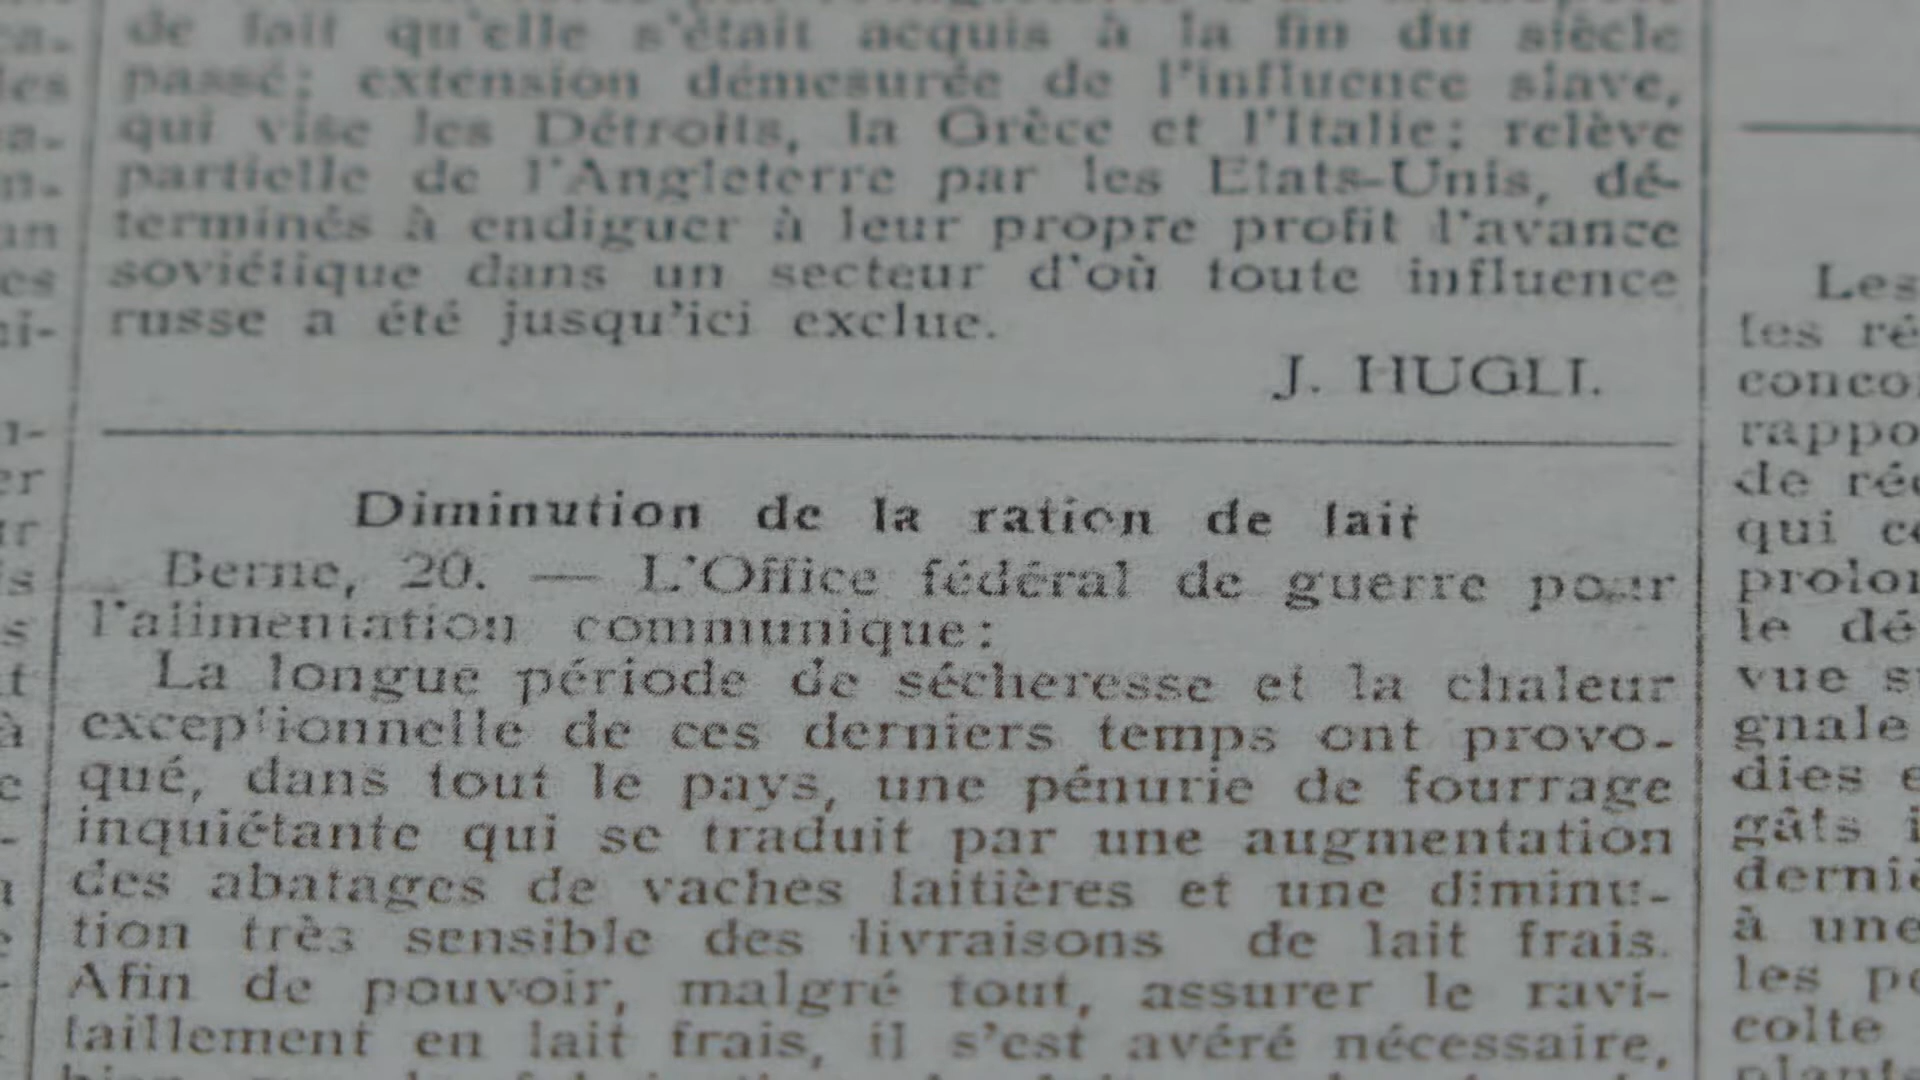 de fait qu'elle s'était acquis à la fin du siècle
passé; extension démesurée de l'influence slave,
qui vise les Détroits, la Grèce et l'Italie; relève
partielle de l'Angleterre par les Etats-Unis, dé-
terminés à endiguer à leur propre profit l'avance
soviétique dans un secteur d'où toute influence
russe a été jusqu'ici exclue.
J. HUGLI.
Diminution de la ration de lait
Berne, 20. — L'Office fédéral de guerre pour
l'alimentation communique:
La longue période de sécheresse et la chaleur
exceptionnelle de ces derniers temps ont provo-
qué, dans tout le pays, une pénurie de fourrage
inquiétante qui se traduit par une augmentation
des abatages de vaches laitières et une diminu-
tion très sensible des livraisons de lait frais.
Afin de pouvoir, malgré tout, assurer le ravi-
taillement en lait frais, il s'est avéré nécessaire,
Les
les ré
conco
rappo
de ré
qui
prolon
le dé
vue
gnale
dies
gâts
derniè
à une
les
colte